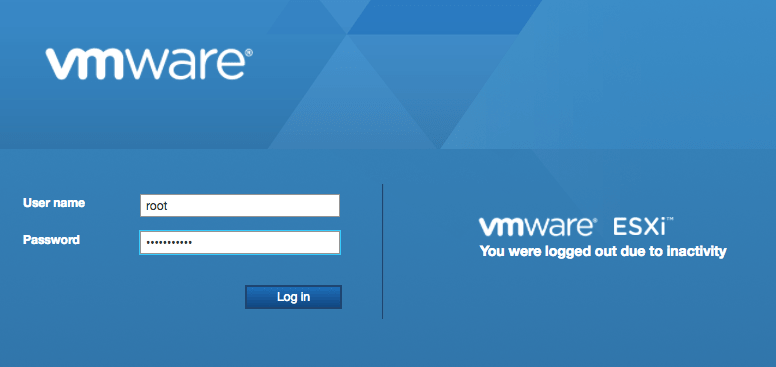 vmware®
User name
root
Password
•••••••••••
Log in
vmware® ESXi™
You were logged out due to inactivity